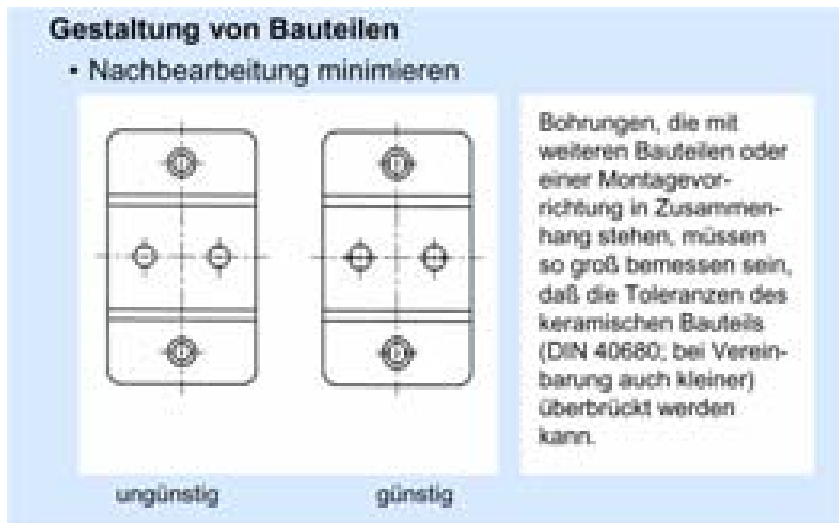 Gestaltung von Bauteilen
• Nachbearbeitung minimieren
Bohrungen, die mit
weiteren Bauteilen oder
einer Montagevor-
richtung in Zusammen-
hang stehen, müssen
so groß bemessen sein,
daß die Toleranzen des
keramischen Bauteils
(DIN 40680; bei Verein-
barung auch kleiner)
überbrückt werden
kann.
ungünstig
günstig